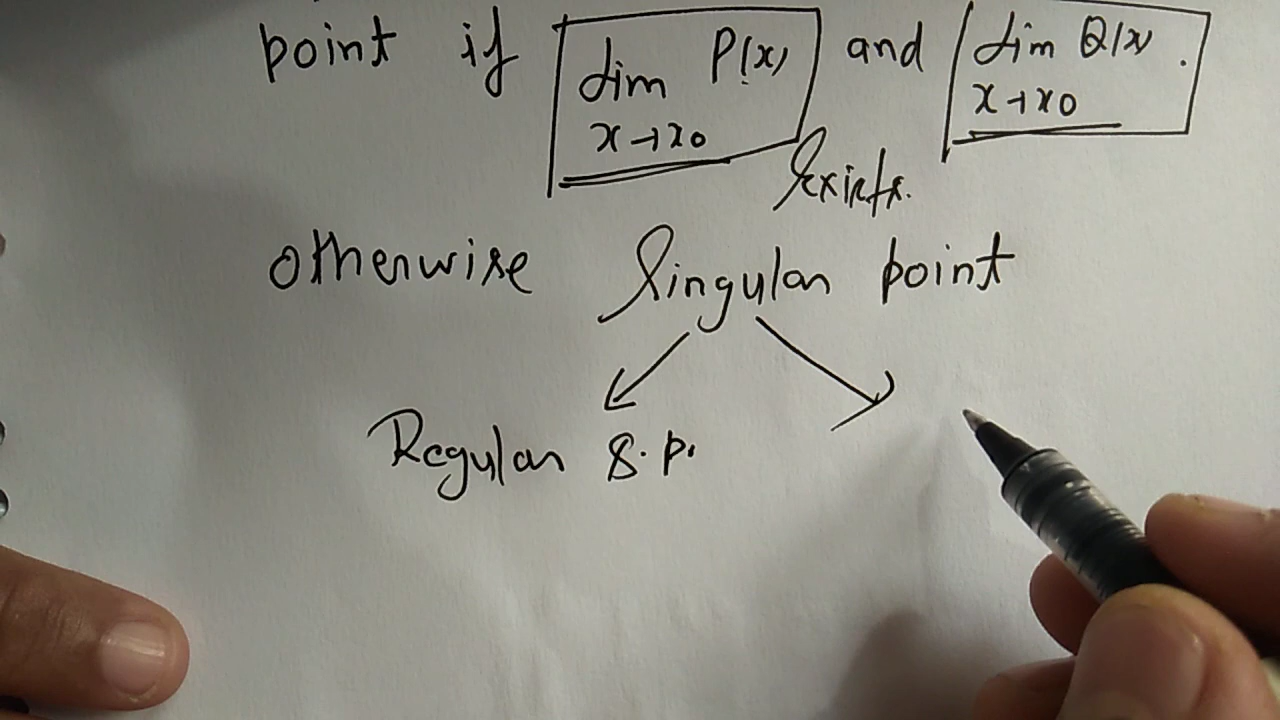 point if lim P(x) and lim Q(x).
x→x0 x→x0
exists.
otherwise Singular point
Regular S.P.